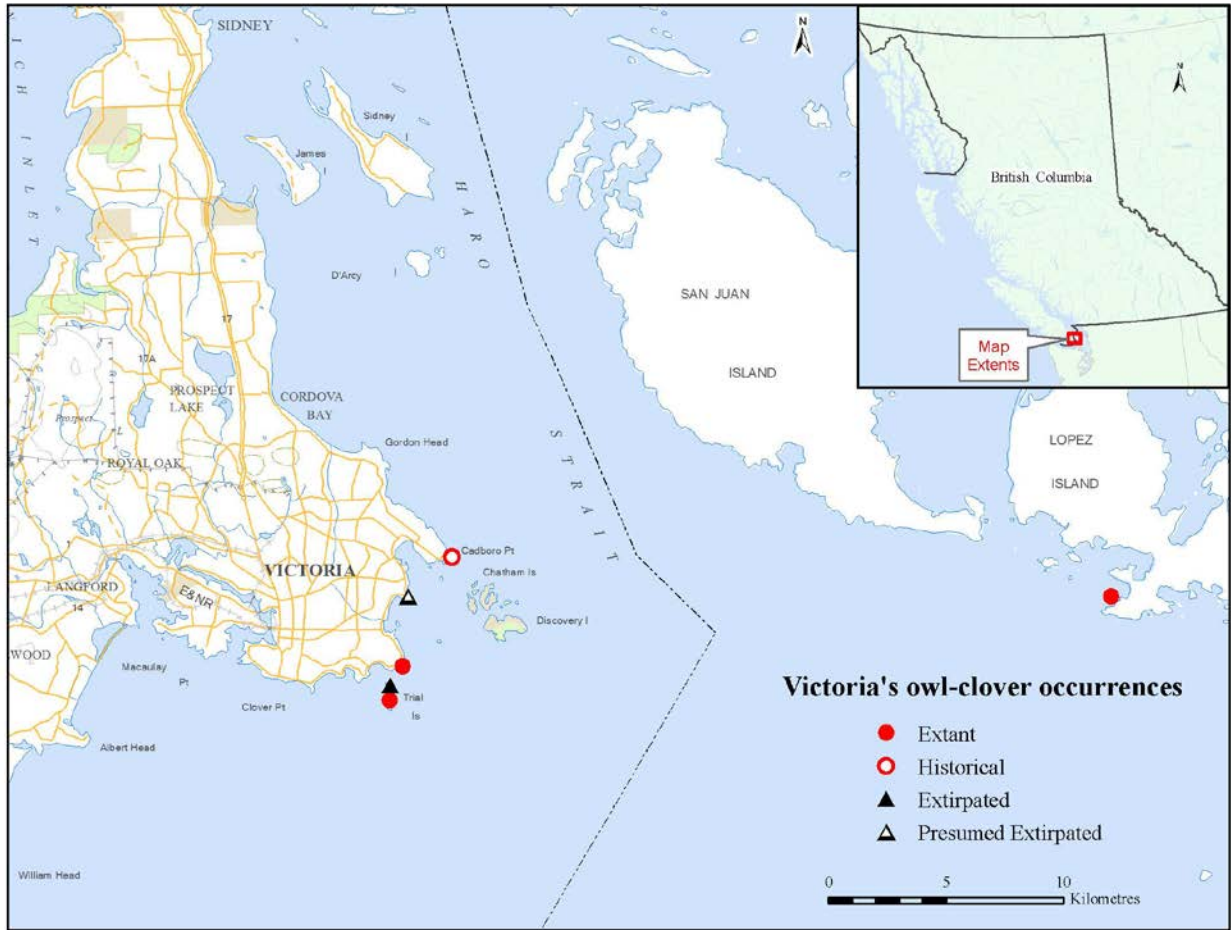 SIDNEY
N
N
ICH INLET
Sidney
I
James
I
HARO
British Columbia
D'Arcy
I
SAN JUAN
ISLAND
17
Map
Extents
17A
PROSPECT
LAKE
CORDOVA
BAY
Prospect
L
Gordon Head
STRAIT
LOPEZ
ISLAND
ROYAL OAK
Cadboro Pt
VICTORIA
Chatham Is
LANGFORD
E&NR
14
Discovery I
WOOD
Macaulay
Pt
Trial
Is
Clover Pt
Albert Head
William Head
Victoria's owl-clover occurrences
Extant
Historical
Extirpated
Presumed Extirpated
0 5 10
Kilometres